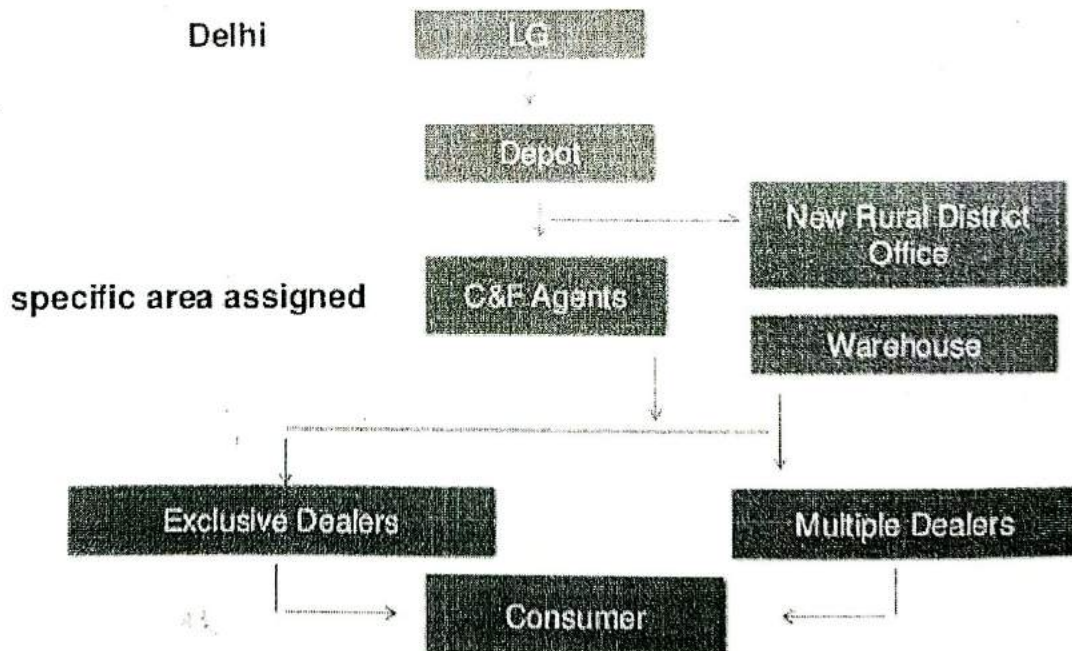 Delhi
LG
Depot
New Rural District
Office
specific area assigned
C&F Agents
Warehouse
Exclusive Dealers
Multiple Dealers
Consumer